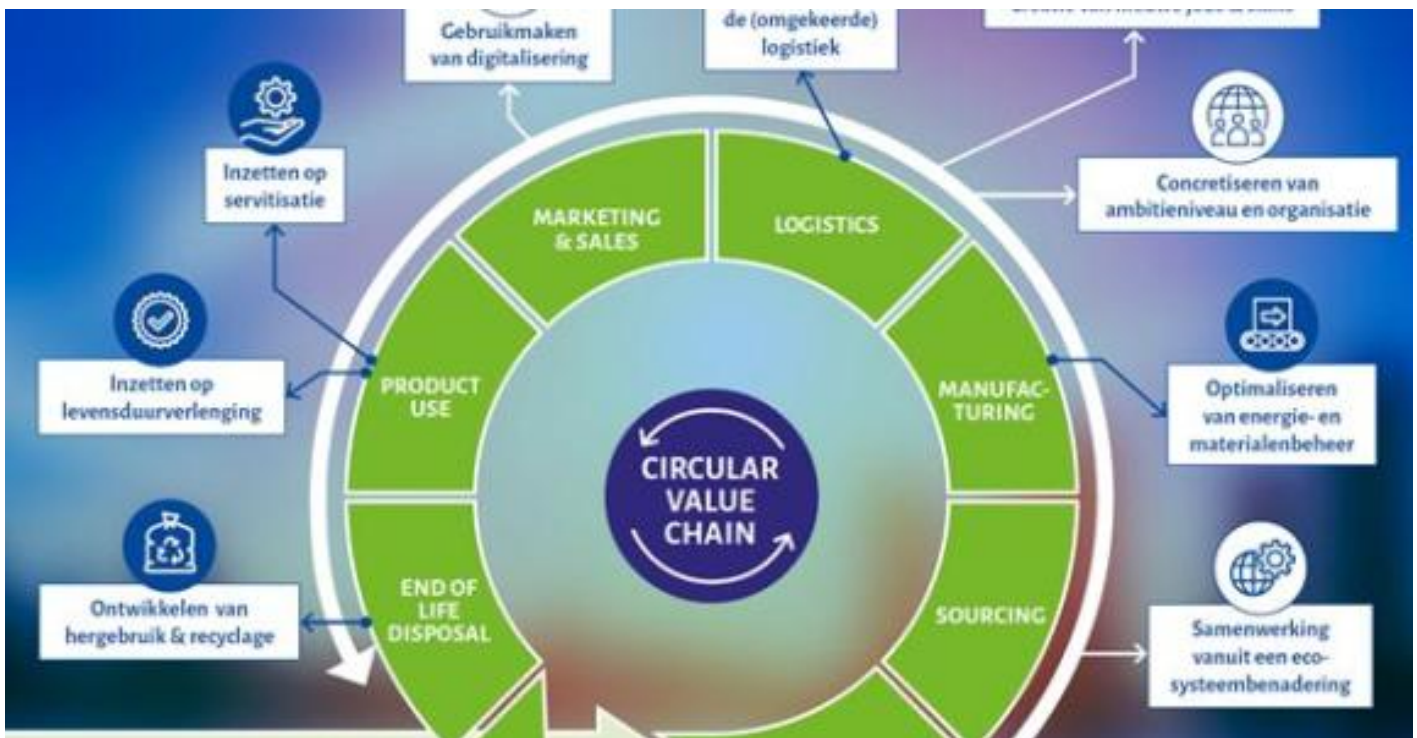 Gebruikmaken
van digitalisering
de (omgekeerde)
logistiek
Inzetten op
servitisatie
Concretiseren van
ambitieniveau en organisatie
MARKETING
& SALES
LOGISTICS
Inzetten op
levensduurverlenging
PRODUCT
USE
MANUFAC-
TURING
Optimaliseren
van energie- en
materialenbeheer
CIRCULAR
VALUE
CHAIN
Ontwikkelen van
hergebruik & recyclage
END OF
LIFE
DISPOSAL
SOURCING
Samenwerking
vanuit een eco-
systeembenadering